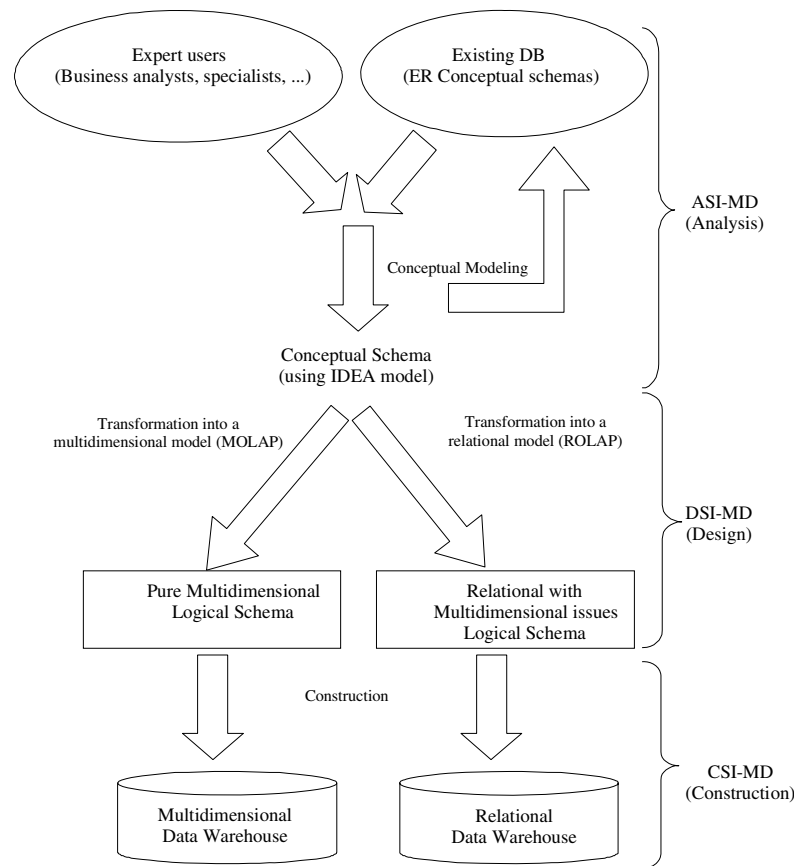 Expert users
(Business analysts, specialists, ...)
Existing DB
(ER Conceptual schemas)
ASI-MD
(Analysis)
Conceptual Modeling
Conceptual Schema
(using IDEA model)
Transformation into a
multidimensional model (MOLAP)
Transformation into a
relational model (ROLAP)
DSI-MD
(Design)
Pure Multidimensional
Logical Schema
Relational with
Multidimensional issues
Logical Schema
Construction
CSI-MD
(Construction)
Multidimensional
Data Warehouse
Relational
Data Warehouse